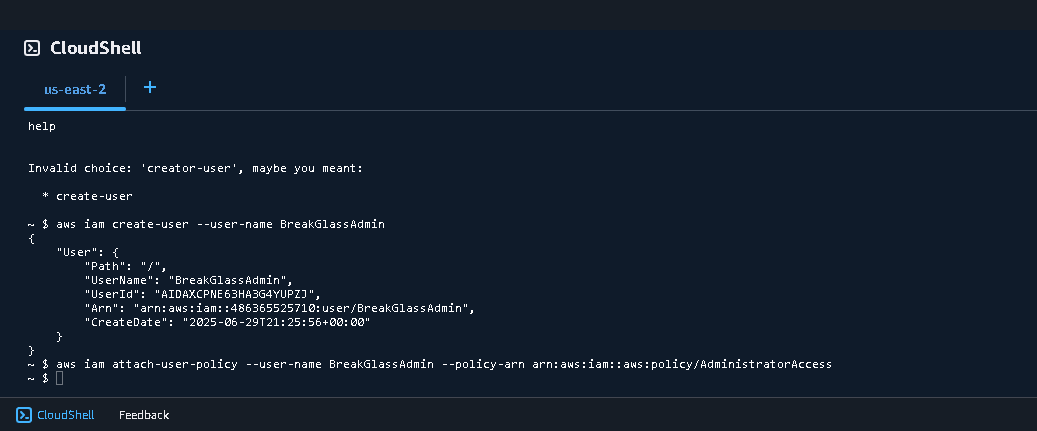 CloudShell
us-east-2
help
Invalid choice: 'creator-user', maybe you meant:
* create-user
~ $ aws iam create-user --user-name BreakGlassAdmin
{
    "User": {
        "Path": "/",
        "UserName": "BreakGlassAdmin",
        "UserId": "AIDAXCPNE63HA3G4YUPZJ",
        "Arn": "arn:aws:iam::486365525710:user/BreakGlassAdmin",
        "CreateDate": "2025-06-29T21:25:56+00:00"
    }
}
~ $ aws iam attach-user-policy --user-name BreakGlassAdmin --policy-arn arn:aws:iam::aws:policy/AdministratorAccess
~ $
CloudShell Feedback